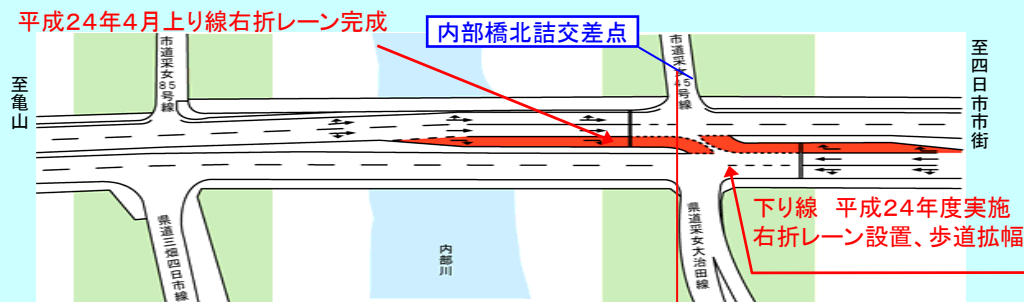 平成24年4月上り線右折レーン完成
内部橋北詰交差点
至亀山
市道采女85号線
市道采女45号線
至四日市市街
下り線　平成24年度実施
右折レーン設置、歩道拡幅
県道三畑四日市線
内部川
県道采女大治田線